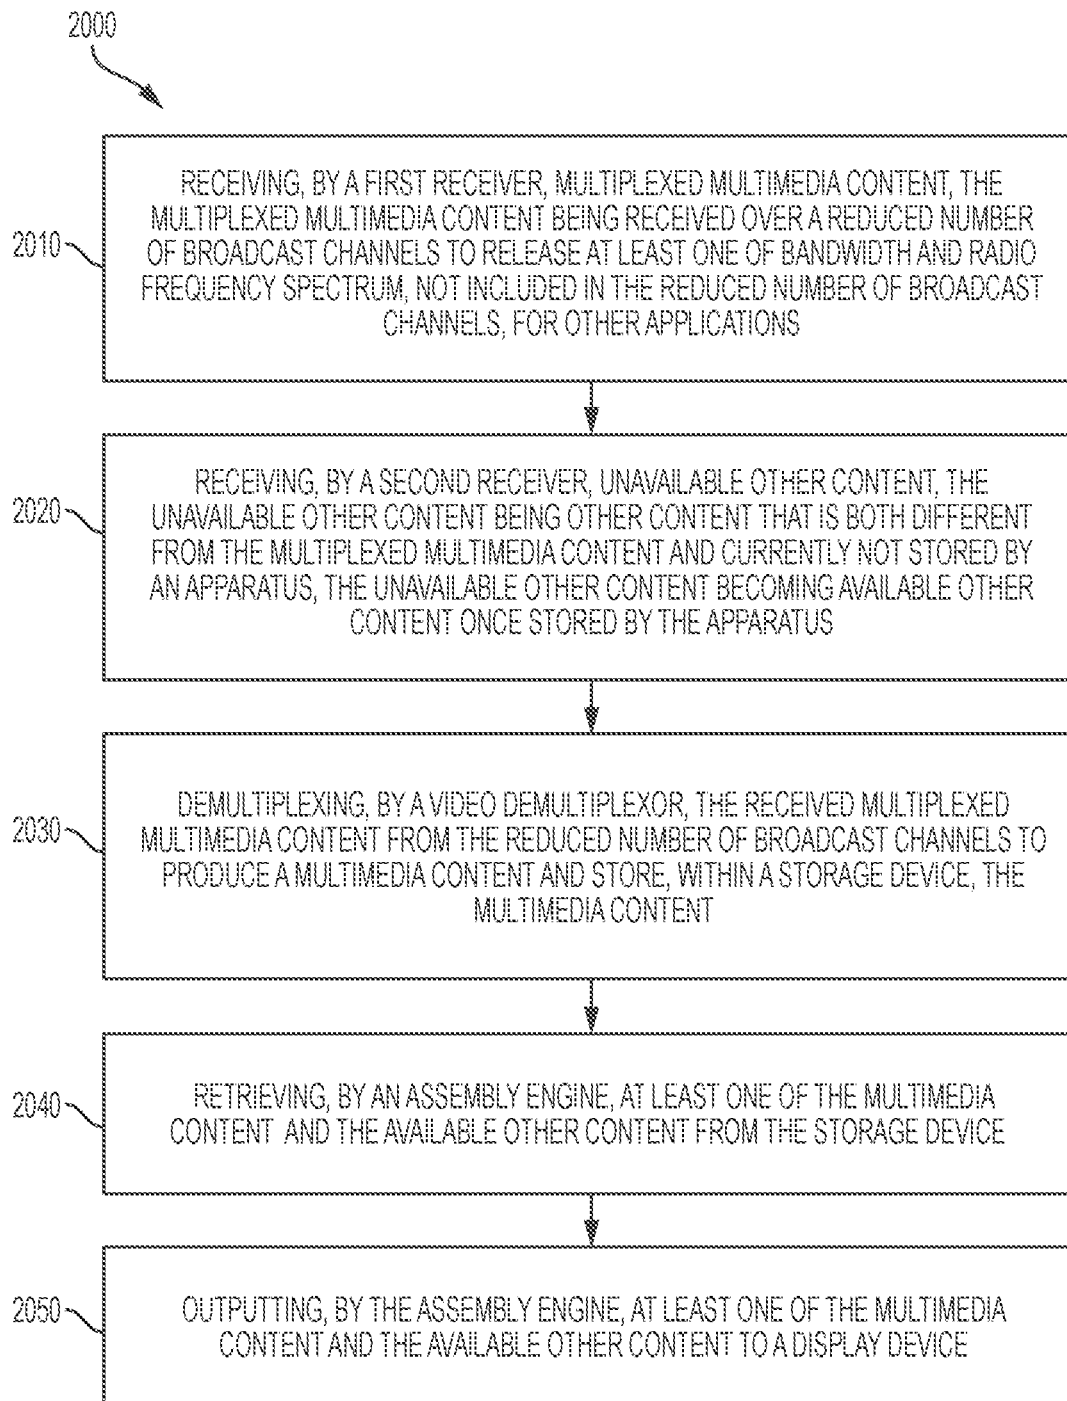 2000
2010
RECEIVING, BY A FIRST RECEIVER, MULTIPLEXED MULTIMEDIA CONTENT, THE
MULTIPLEXED MULTIMEDIA CONTENT BEING RECEIVED OVER A REDUCED NUMBER
OF BROADCAST CHANNELS TO RELEASE AT LEAST ONE OF BANDWIDTH AND RADIO
FREQUENCY SPECTRUM, NOT INCLUDED IN THE REDUCED NUMBER OF BROADCAST
CHANNELS, FOR OTHER APPLICATIONS
2020
RECEIVING, BY A SECOND RECEIVER, UNAVAILABLE OTHER CONTENT, THE
UNAVAILABLE OTHER CONTENT BEING OTHER CONTENT THAT IS BOTH DIFFERENT
FROM THE MULTIPLEXED MULTIMEDIA CONTENT AND CURRENTLY NOT STORED BY
AN APPARATUS, THE UNAVAILABLE OTHER CONTENT BECOMING AVAILABLE OTHER
CONTENT ONCE STORED BY THE APPARATUS
2030
DEMULTIPLEXING, BY A VIDEO DEMULTIPLEXOR, THE RECEIVED MULTIPLEXED
MULTIMEDIA CONTENT FROM THE REDUCED NUMBER OF BROADCAST CHANNELS TO
PRODUCE A MULTIMEDIA CONTENT AND STORE, WITHIN A STORAGE DEVICE, THE
MULTIMEDIA CONTENT
2040
RETRIEVING, BY AN ASSEMBLY ENGINE, AT LEAST ONE OF THE MULTIMEDIA
CONTENT AND THE AVAILABLE OTHER CONTENT FROM THE STORAGE DEVICE
2050
OUTPUTTING, BY THE ASSEMBLY ENGINE, AT LEAST ONE OF THE MULTIMEDIA
CONTENT AND THE AVAILABLE OTHER CONTENT TO A DISPLAY DEVICE